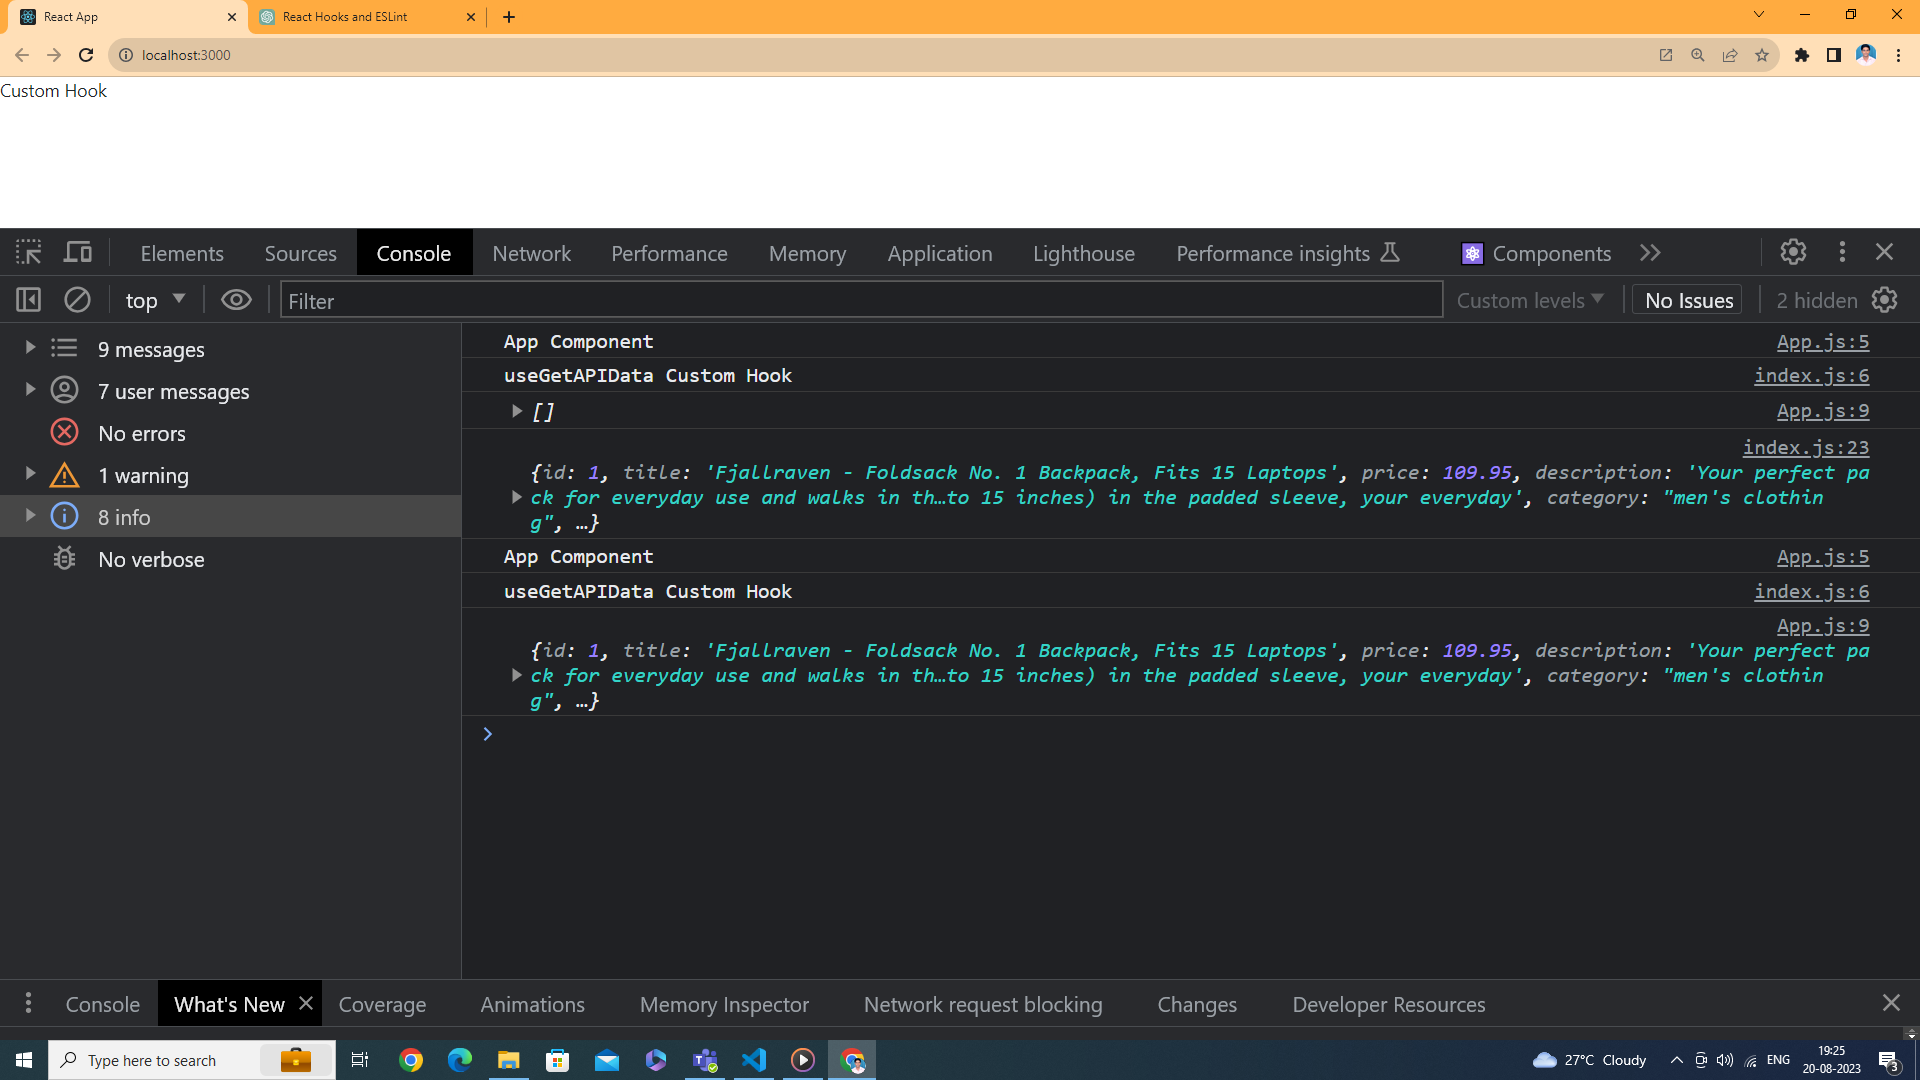 React App
React Hooks and ESLint
localhost:3000
Custom Hook
Elements Sources Console Network Performance Memory Application Lighthouse Performance insights Components
top Filter Custom levels No Issues 2 hidden
9 messages
7 user messages
No errors
1 warning
8 info
No verbose
App Component App.js:5
useGetAPIData Custom Hook index.js:6
[] App.js:9
index.js:23
{id: 1, title: 'Fjallraven - Foldsack No. 1 Backpack, Fits 15 Laptops', price: 109.95, description: 'Your perfect pa
ck for everyday use and walks in th…to 15 inches) in the padded sleeve, your everyday', category: "men's clothin
g", …}
App Component App.js:5
useGetAPIData Custom Hook index.js:6
App.js:9
{id: 1, title: 'Fjallraven - Foldsack No. 1 Backpack, Fits 15 Laptops', price: 109.95, description: 'Your perfect pa
ck for everyday use and walks in th…to 15 inches) in the padded sleeve, your everyday', category: "men's clothin
g", …}
Console What's New Coverage Animations Memory Inspector Network request blocking Changes Developer Resources
Type here to search
27°C Cloudy ENG
19:25
20-08-2023
3